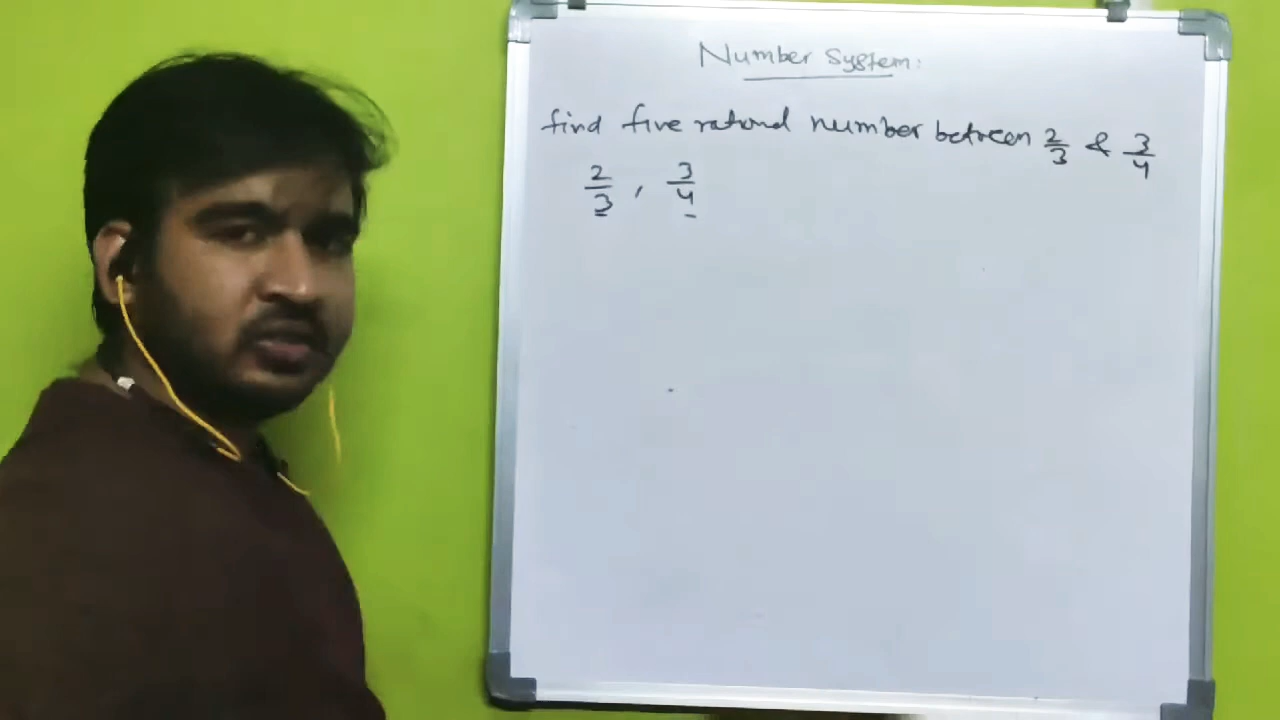 Number System:
find five rational number between 2/3 & 3/4
2/3 , 3/4